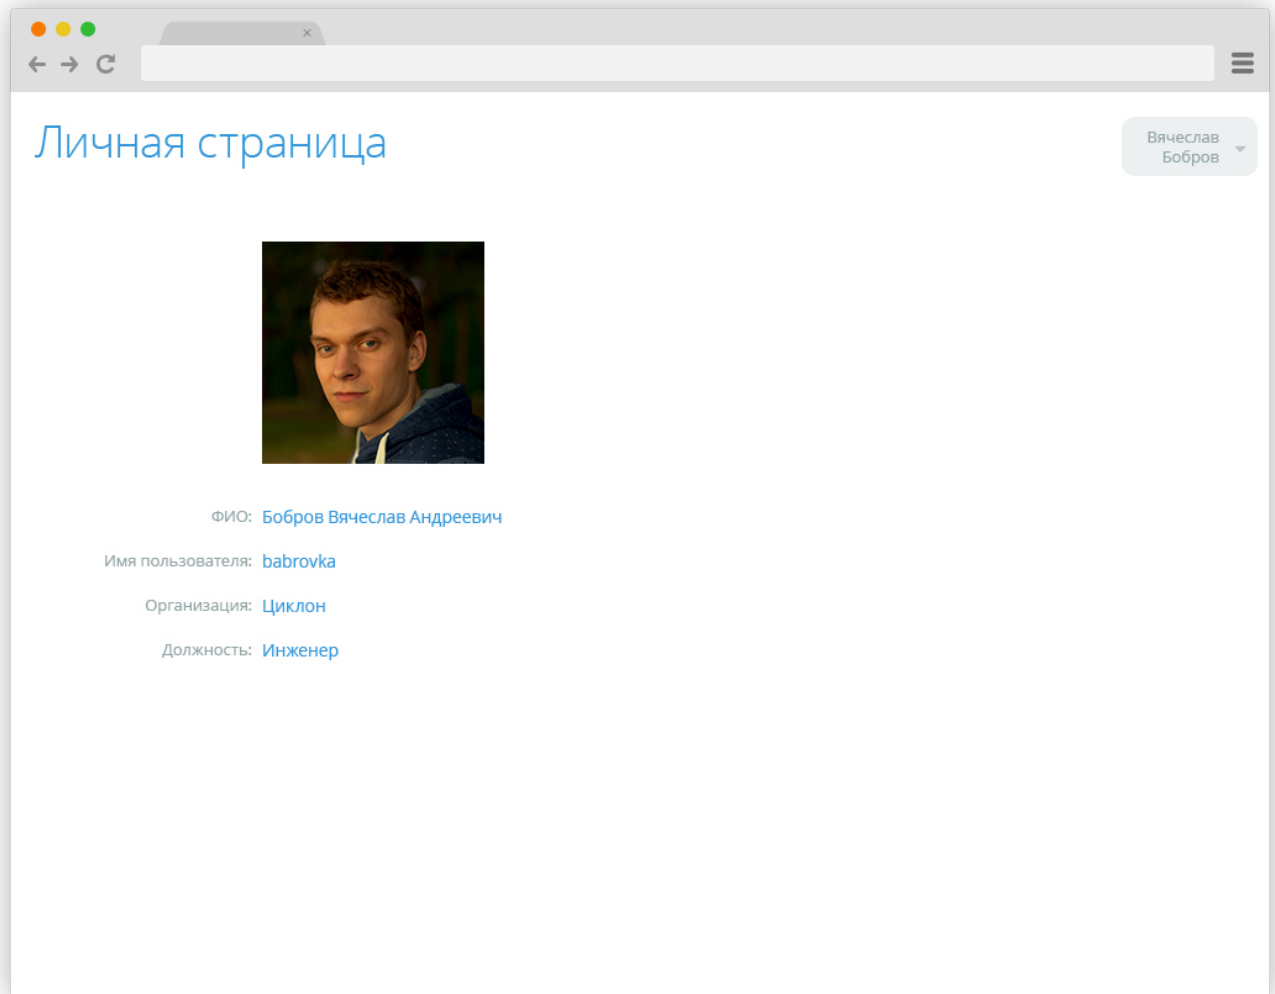 Личная страница
Вячеслав
Бобров
ФИО: Бобров Вячеслав Андреевич
Имя пользователя: babrovka
Организация: Циклон
Должность: Инженер